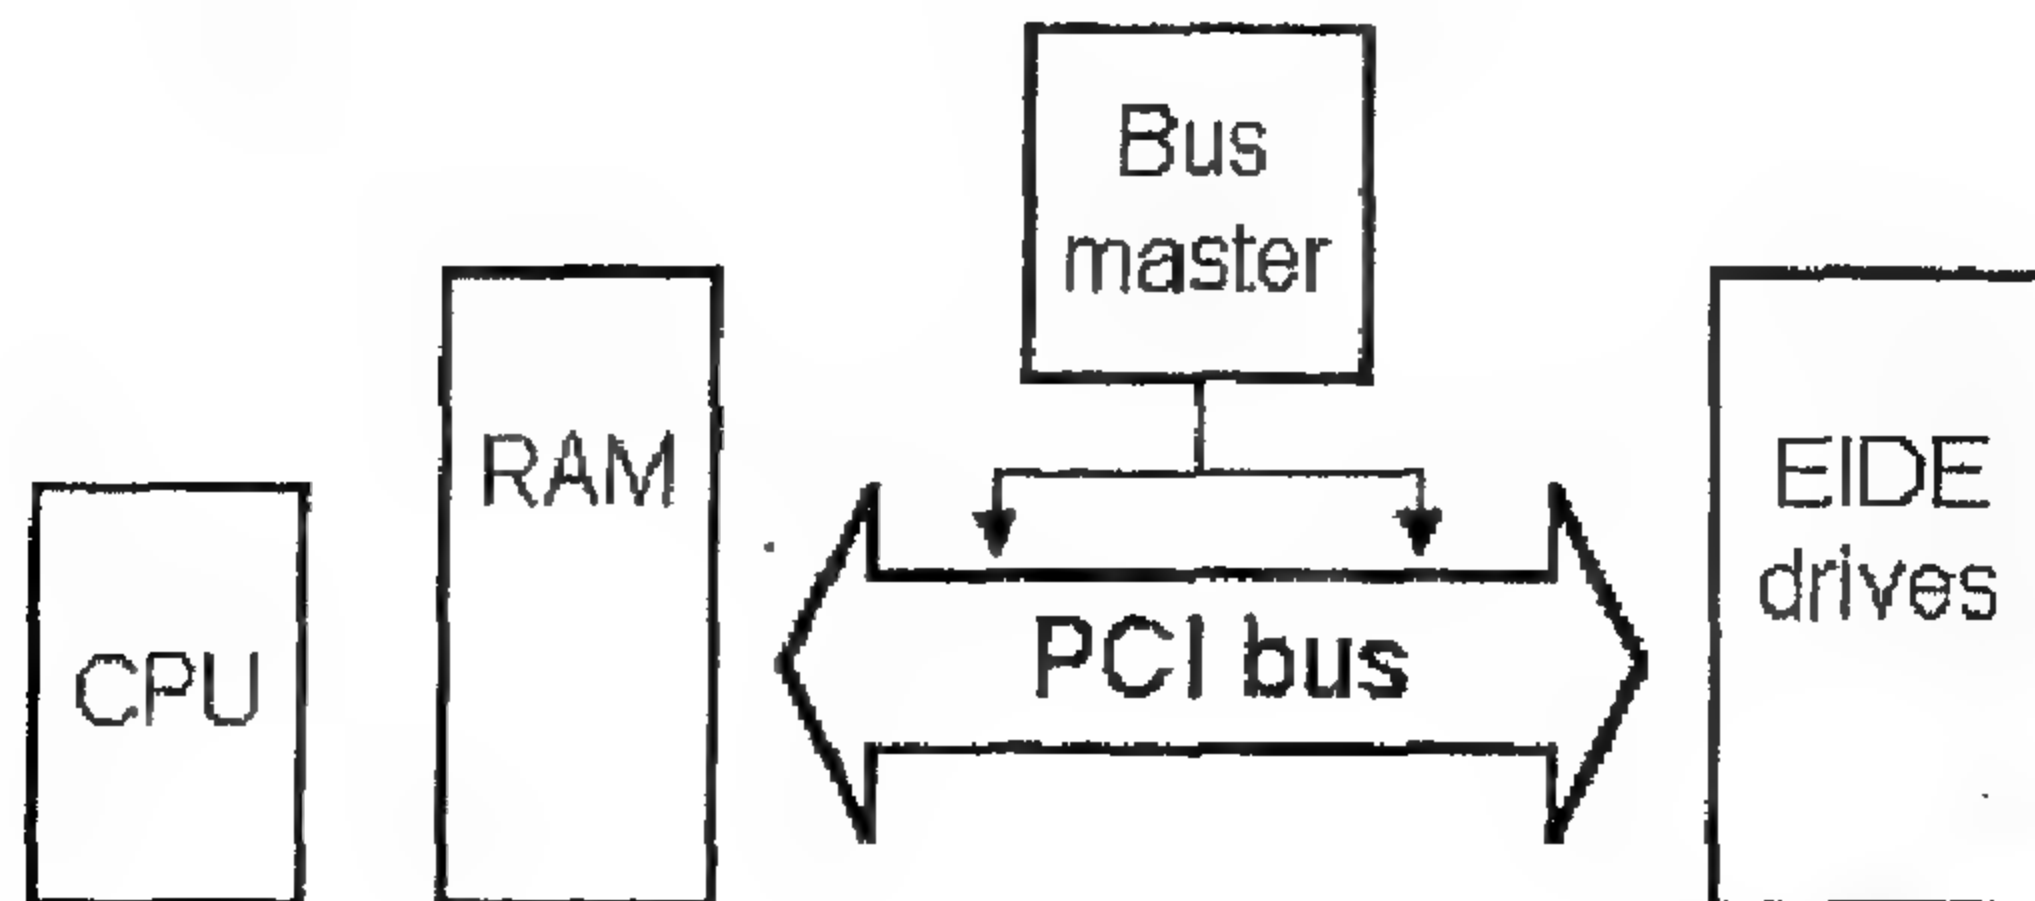 Bus
master
RAM
EIDE
drives
CPU
PCI bus